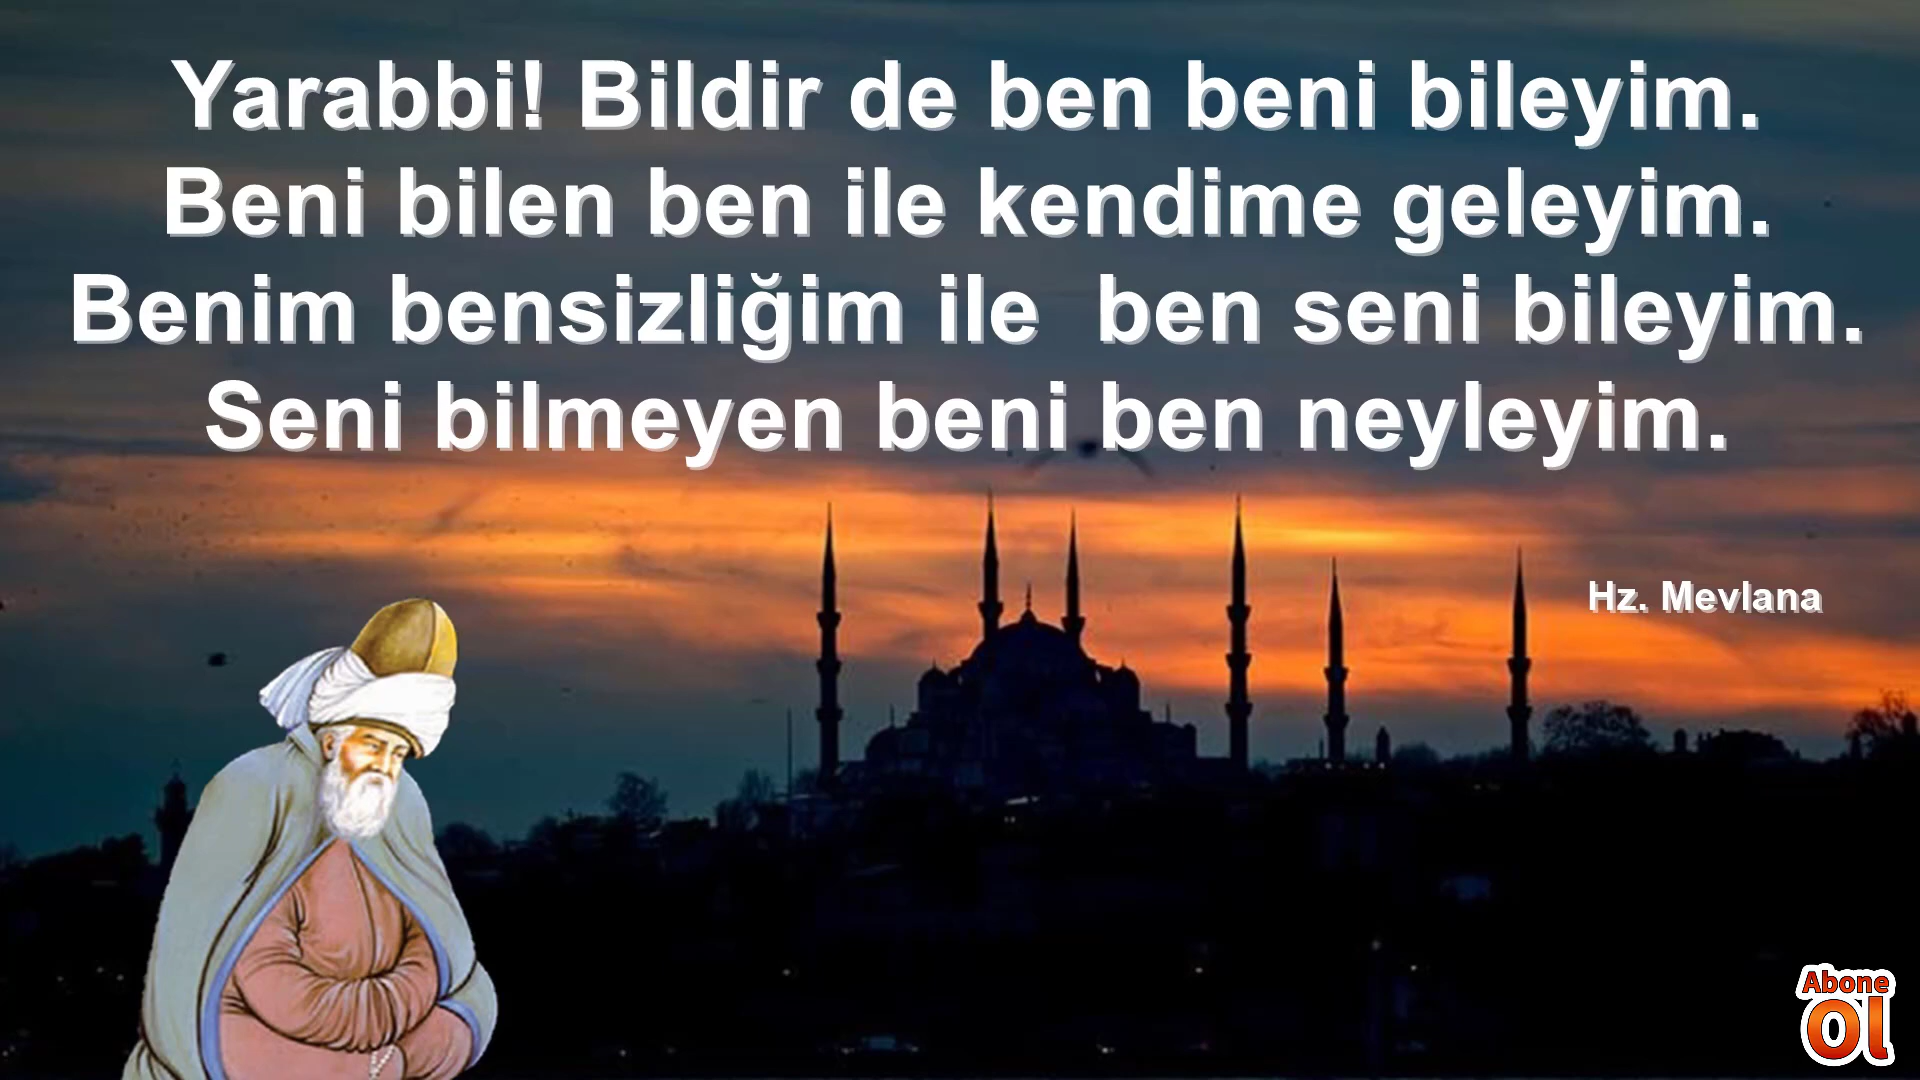 Yarabbi! Bildir de ben beni bileyim.
Beni bilen ben ile kendime geleyim.
Benim bensizliğim ile  ben seni bileyim.
Seni bilmeyen beni ben neyleyim.
Hz. Mevlana
Abone
Ol